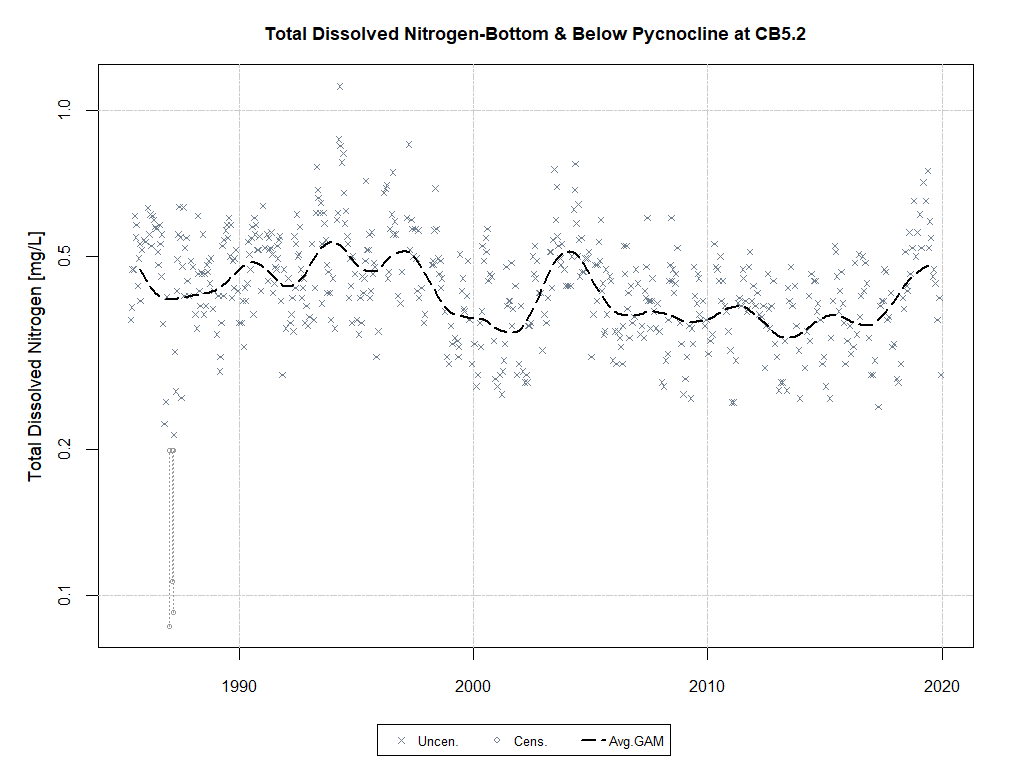 Total Dissolved Nitrogen-Bottom & Below Pycnocline at CB5.2
Total Dissolved Nitrogen [mg/L]
1.0
0.5
0.2
0.1
1990 2000 2010 2020
Uncen. Cens. Avg.GAM